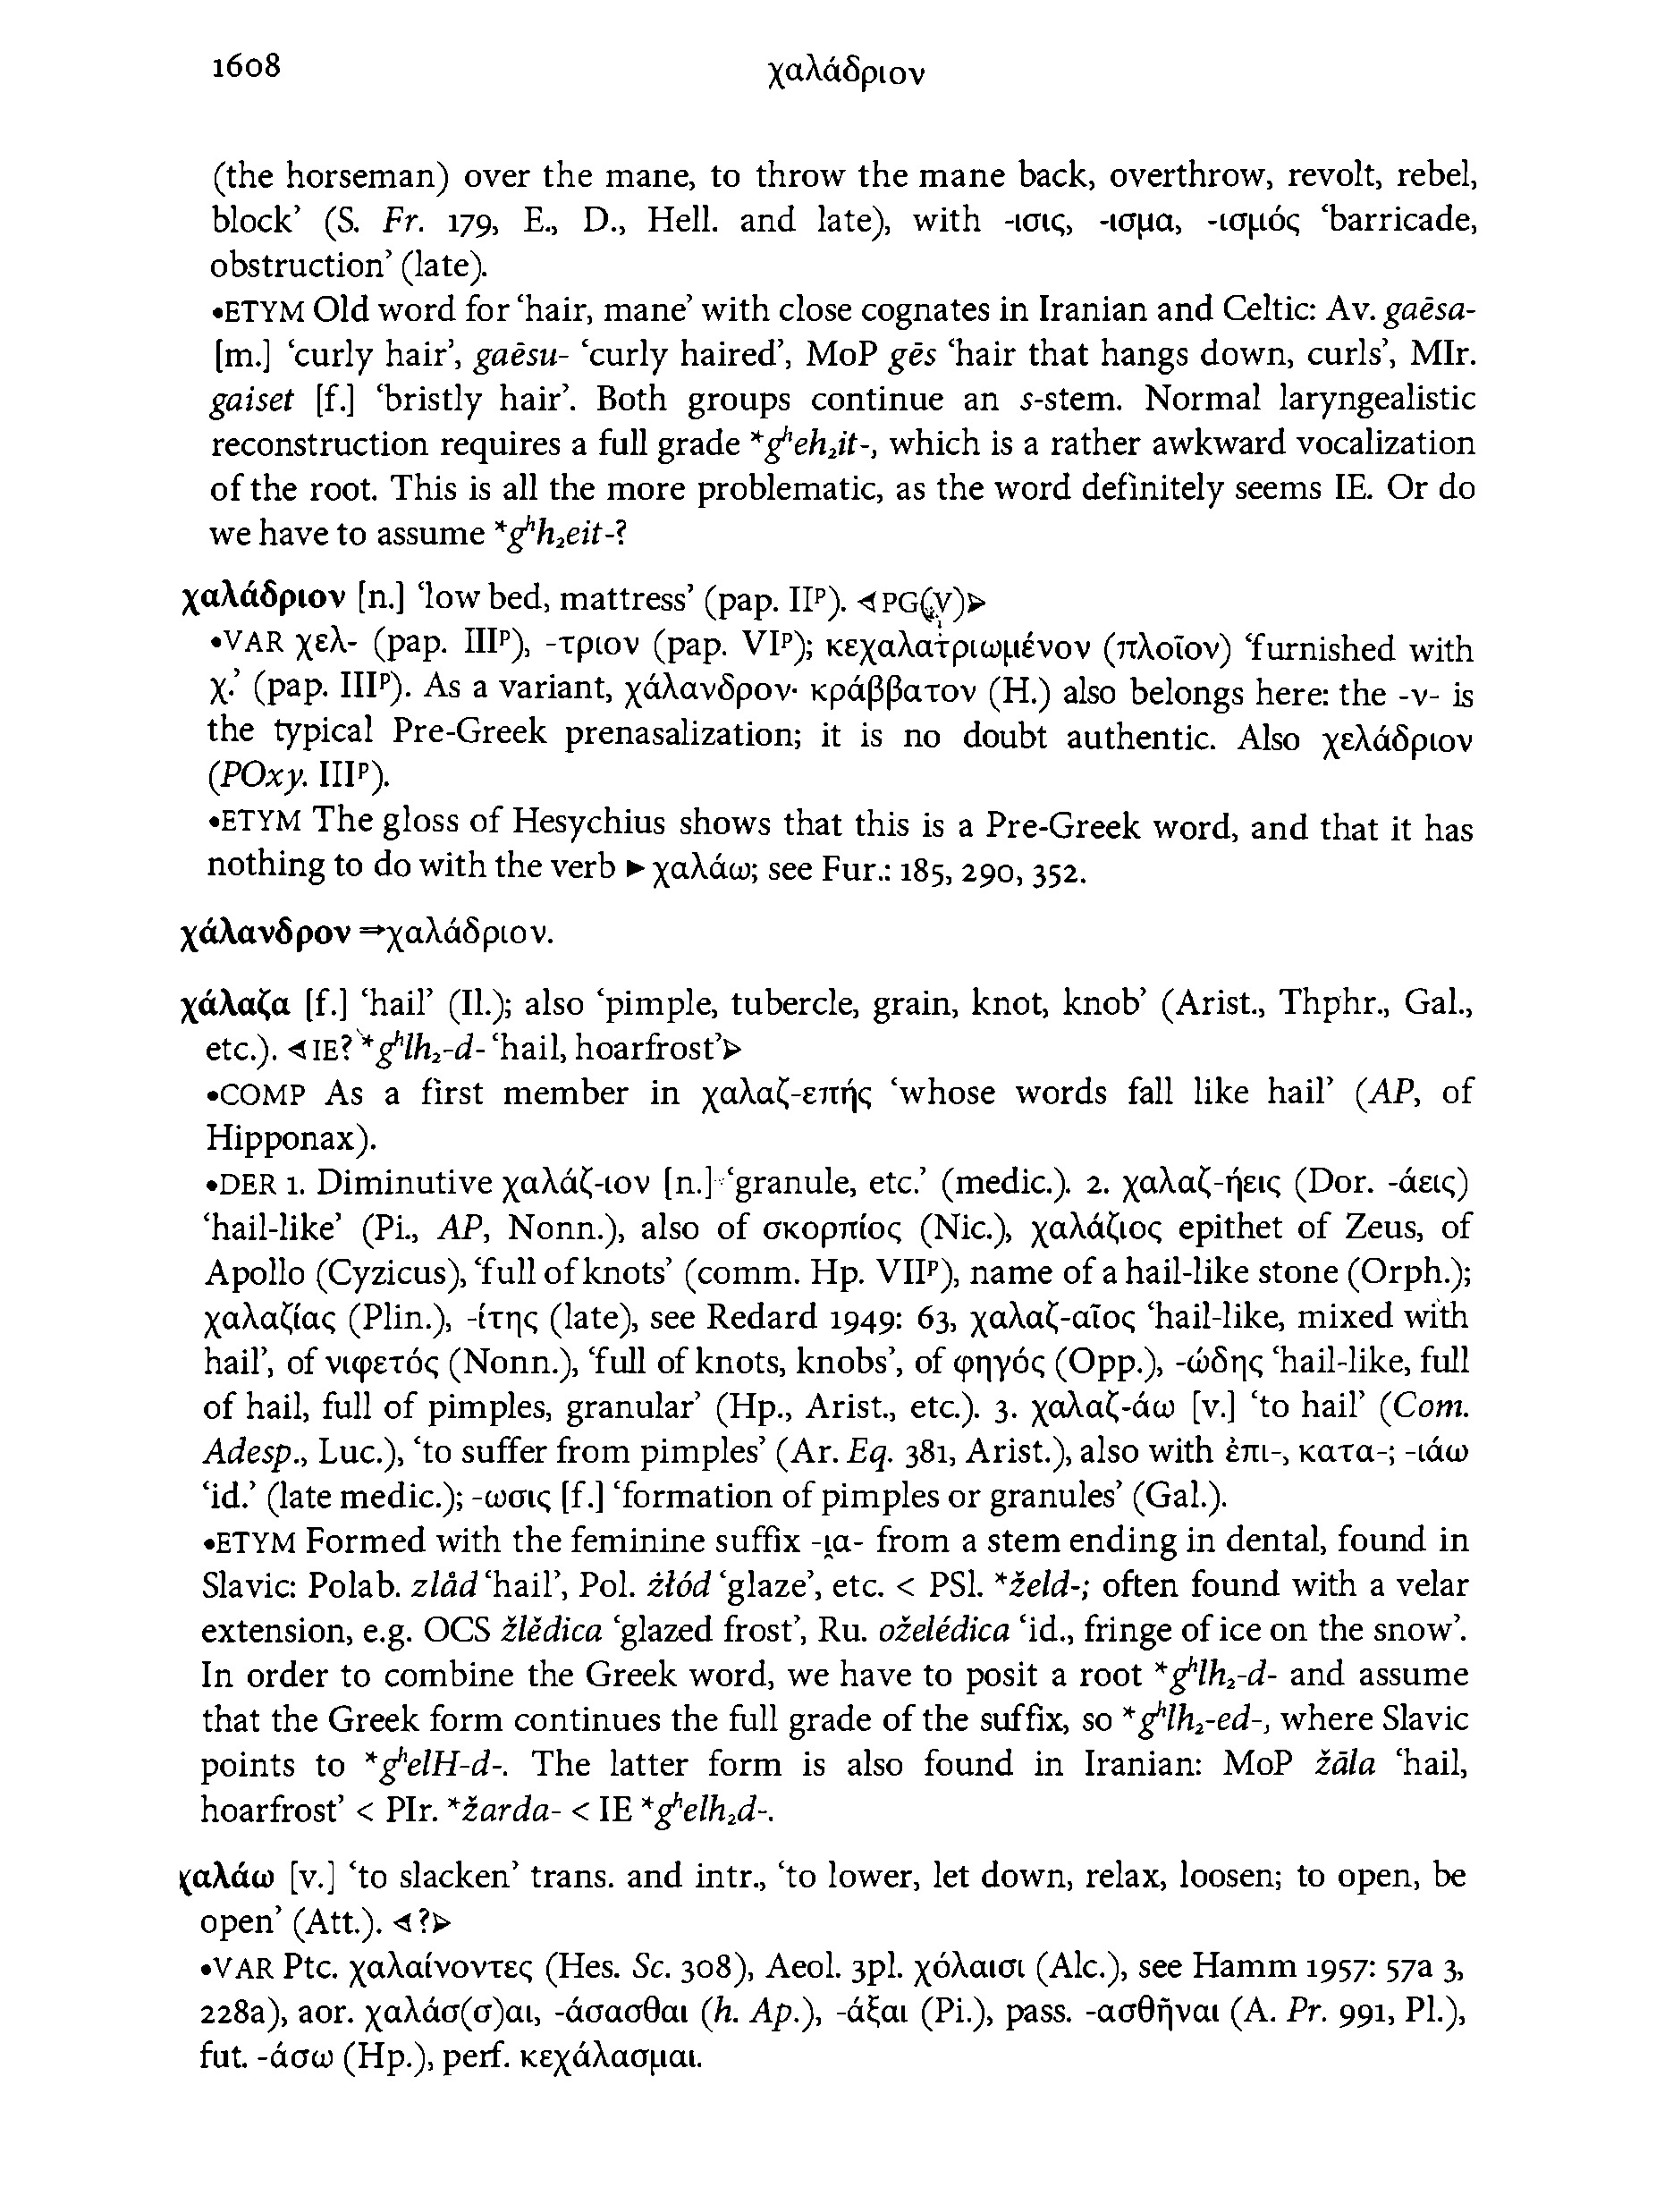 1608 χαλάδριον
(the horseman) over the mane, to throw the mane back, overthrow, revolt, rebel,
block’ (S. Fr. 179, E., D., Hell. and late), with -ισις, -ισμα, -ισμός ‘barricade,
obstruction’ (late).
•ETYM Old word for ‘hair, mane’ with close cognates in Iranian and Celtic: Av. gaēsa-
[m.] ‘curly hair’, gaēsu- ‘curly haired’, MoP gēs ‘hair that hangs down, curls’, MIr.
gaiset [f.] ‘bristly hair’. Both groups continue an s-stem. Normal laryngealistic
reconstruction requires a full grade *gʰeh₂it-, which is a rather awkward vocalization
of the root. This is all the more problematic, as the word definitely seems IE. Or do
we have to assume *gʰh₂eit-?
χαλάδριον [n.] ‘low bed, mattress’ (pap. IIᵖ). ◁PG(V)▷
•VAR χελ- (pap. IIIᵖ), -τριον (pap. VIᵖ); κεχαλατριωμένον (πλοῖον) ‘furnished with
χ.’ (pap. IIIᵖ). As a variant, χάλανδρον· κράββατον (H.) also belongs here: the -ν- is
the typical Pre-Greek prenasalization; it is no doubt authentic. Also χελάδριον
(POxy. IIIᵖ).
•ETYM The gloss of Hesychius shows that this is a Pre-Greek word, and that it has
nothing to do with the verb ►χαλάω; see Fur.: 185, 290, 352.
χάλανδρον ⇒χαλάδριον.
χάλαζα [f.] ‘hail’ (Il.); also ‘pimple, tubercle, grain, knot, knob’ (Arist., Thphr., Gal.,
etc.). ◁IE? *gʰlh₂-d- ‘hail, hoarfrost’▷
•COMP As a first member in χαλαζ-επής ‘whose words fall like hail’ (AP, of
Hipponax).
•DER 1. Diminutive χαλάζ-ιον [n.] ‘granule, etc.’ (medic.). 2. χαλαζ-ήεις (Dor. -άεις)
‘hail-like’ (Pi., AP, Nonn.), also of σκορπίος (Nic.), χαλάζιος epithet of Zeus, of
Apollo (Cyzicus), ‘full of knots’ (comm. Hp. VIIᵖ), name of a hail-like stone (Orph.);
χαλαζίας (Plin.), -ίτης (late), see Redard 1949: 63, χαλαζ-αῖος ‘hail-like, mixed with
hail’, of νιφετός (Nonn.), ‘full of knots, knobs’, of φηγός (Opp.), -ώδης ‘hail-like, full
of hail, full of pimples, granular’ (Hp., Arist., etc.). 3. χαλαζ-άω [v.] ‘to hail’ (Com.
Adesp., Luc.), ‘to suffer from pimples’ (Ar. Eq. 381, Arist.), also with ἐπι-, κατα-; -ιάω
‘id.’ (late medic.); -ωσις [f.] ‘formation of pimples or granules’ (Gal.).
•ETYM Formed with the feminine suffix -ι̯α- from a stem ending in dental, found in
Slavic: Polab. zlåd ‘hail’, Pol. żłód ‘glaze’, etc. < PSl. *želd-; often found with a velar
extension, e.g. OCS žlědica ‘glazed frost’, Ru. oželédica ‘id., fringe of ice on the snow’.
In order to combine the Greek word, we have to posit a root *gʰlh₂-d- and assume
that the Greek form continues the full grade of the suffix, so *gʰlh₂-ed-, where Slavic
points to *gʰelH-d-. The latter form is also found in Iranian: MoP žāla ‘hail,
hoarfrost’ < PIr. *žarda- < IE *gʰelh₂d-.
χαλάω [v.] ‘to slacken’ trans. and intr., ‘to lower, let down, relax, loosen; to open, be
open’ (Att.). ◁?▷
•VAR Ptc. χαλαίνοντες (Hes. Sc. 308), Aeol. 3pl. χόλαισι (Alc.), see Hamm 1957: 57a 3,
228a), aor. χαλάσ(σ)αι, -άσασθαι (h. Ap.), -άξαι (Pi.), pass. -ασθῆναι (A. Pr. 991, Pl.),
fut. -άσω (Hp.), perf. κεχάλασμαι.